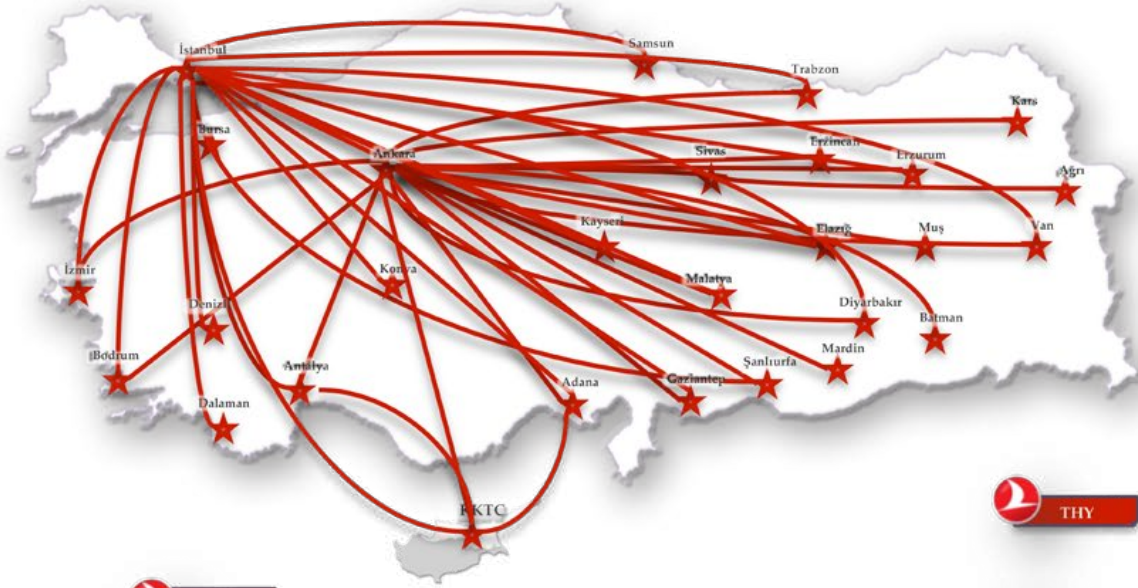 İstanbul
Samsun
Trabzon
Kars
Bursa
Ankara
Sivas
Erzincan
Erzurum
Ağrı
Kayseri
Elazığ
Muş
Van
İzmir
Konya
Malatya
Denizli
Diyarbakır
Batman
Bodrum
Antalya
Adana
Gaziantep
Şanlıurfa
Mardin
Dalaman
KKTC
THY